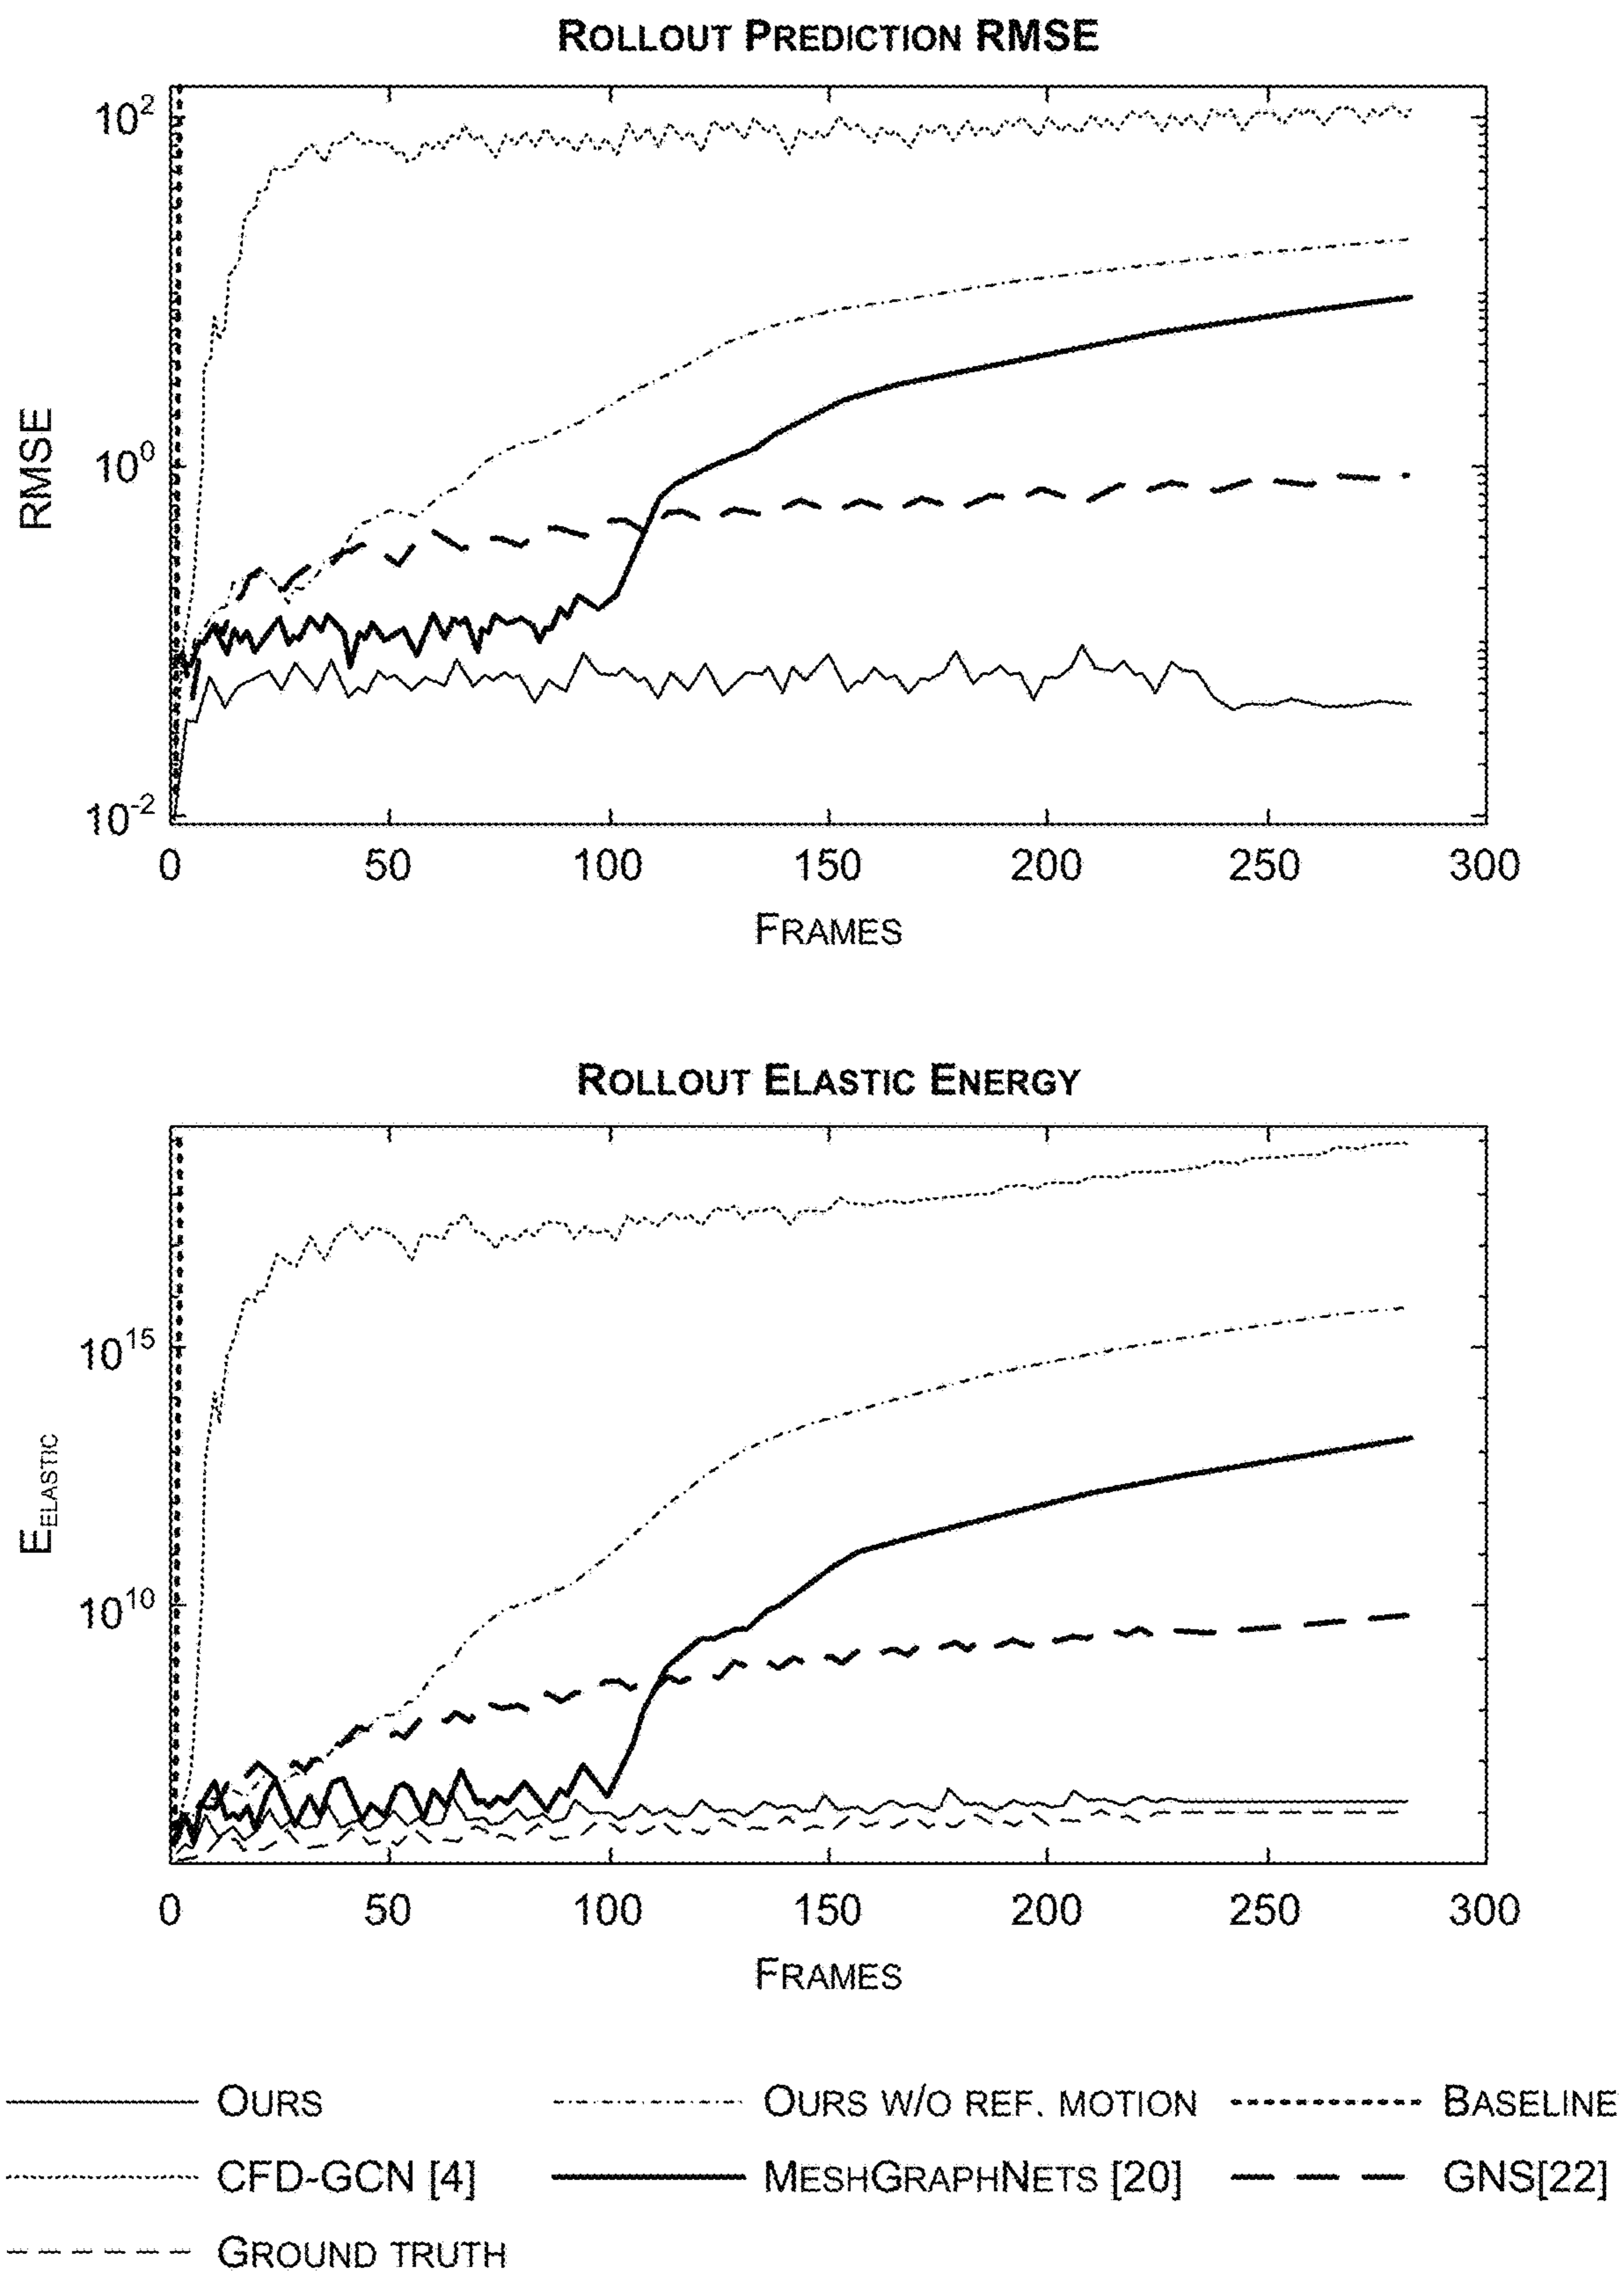 ROLLOUT PREDICTION RMSE
10²
10⁰
10⁻²
RMSE
0 50 100 150 200 250 300
FRAMES
ROLLOUT ELASTIC ENERGY
10¹⁵
10¹⁰
EELASTIC
0 50 100 150 200 250 300
FRAMES
OURS OURS W/O REF. MOTION BASELINE
CFD-GCN [4] MESHGRAPHNETS [20] GNS[22]
GROUND TRUTH